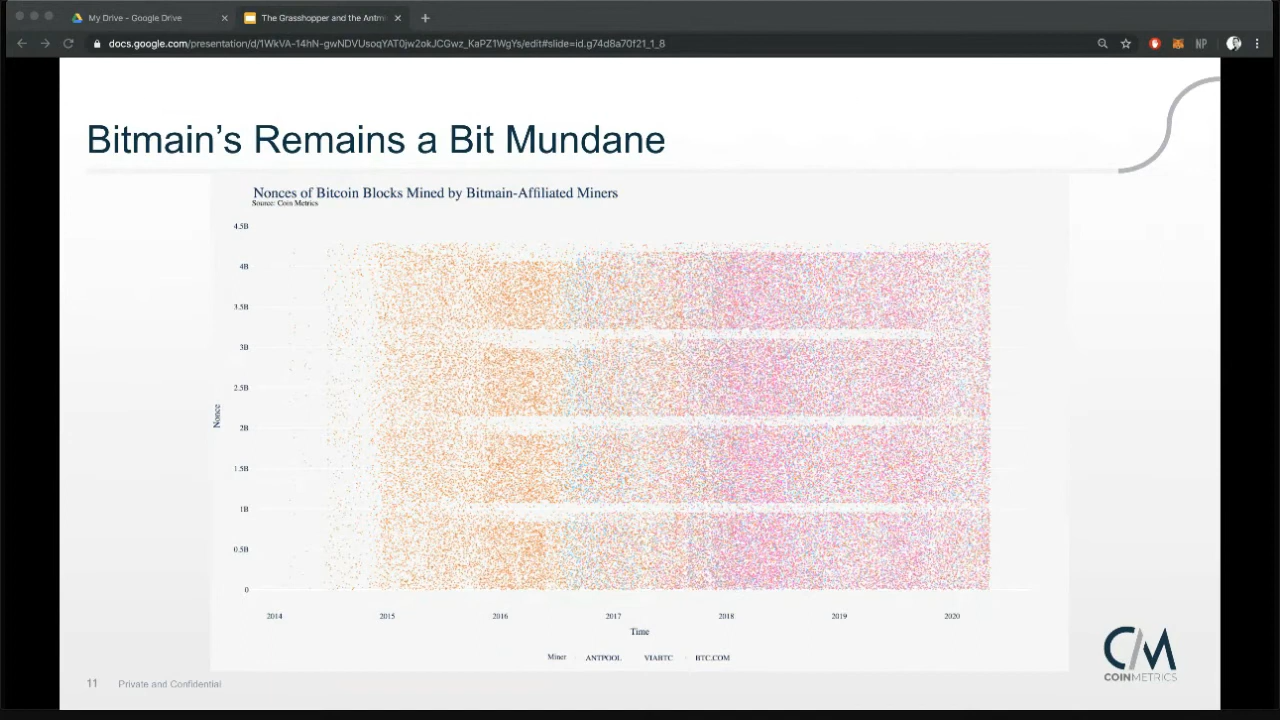 My Drive - Google Drive
The Grasshopper and the Antm
docs.google.com/presentation/d/1WkVA-14hN-gwNDVUsoqYAT0jw2okJCGwz_KaPZ1WgYs/edit#slide=id.g74d8a70f21_1_8
NP
Bitmain's Remains a Bit Mundane
Nonces of Bitcoin Blocks Mined by Bitmain-Affiliated Miners
Source: Coin Metrics
4.5B
4B
3.5B
3B
2.5B
2B
1.5B
1B
0.5B
0
Nonce
2014 2015 2016 2017 2018 2019 2020
Time
Miner ANTPOOL VIABTC BTC.COM
CM
COINMETRICS
11 Private and Confidential